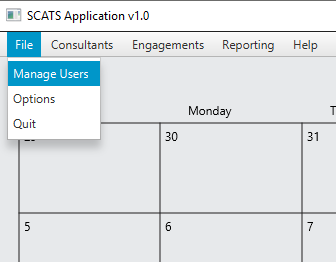 SCATS Application v1.0
File Consultants Engagements Reporting Help
Manage Users
Options
Quit
Monday
30 31
5 6 7